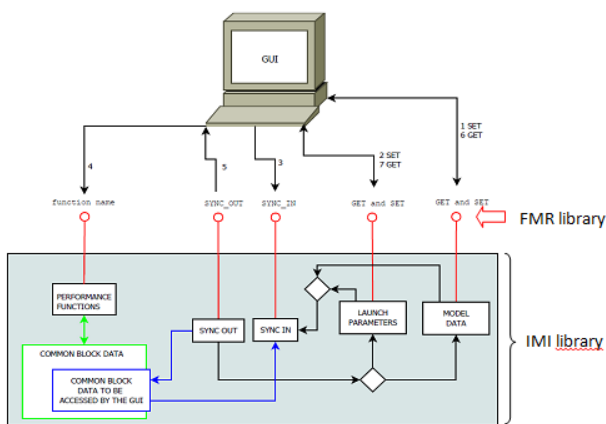 GUI
1 SET
6 GET
4
5
3
2 SET
7 GET
function name
SYNC_OUT
SYNC_IN
GET and SET
GET and SET
FMR library
PERFORMANCE
FUNCTIONS
SYNC OUT
SYNC IN
LAUNCH
PARAMETERS
MODEL
DATA
IMI library
COMMON BLOCK DATA
COMMON BLOCK
DATA TO BE
ACCESSED BY THE GUI